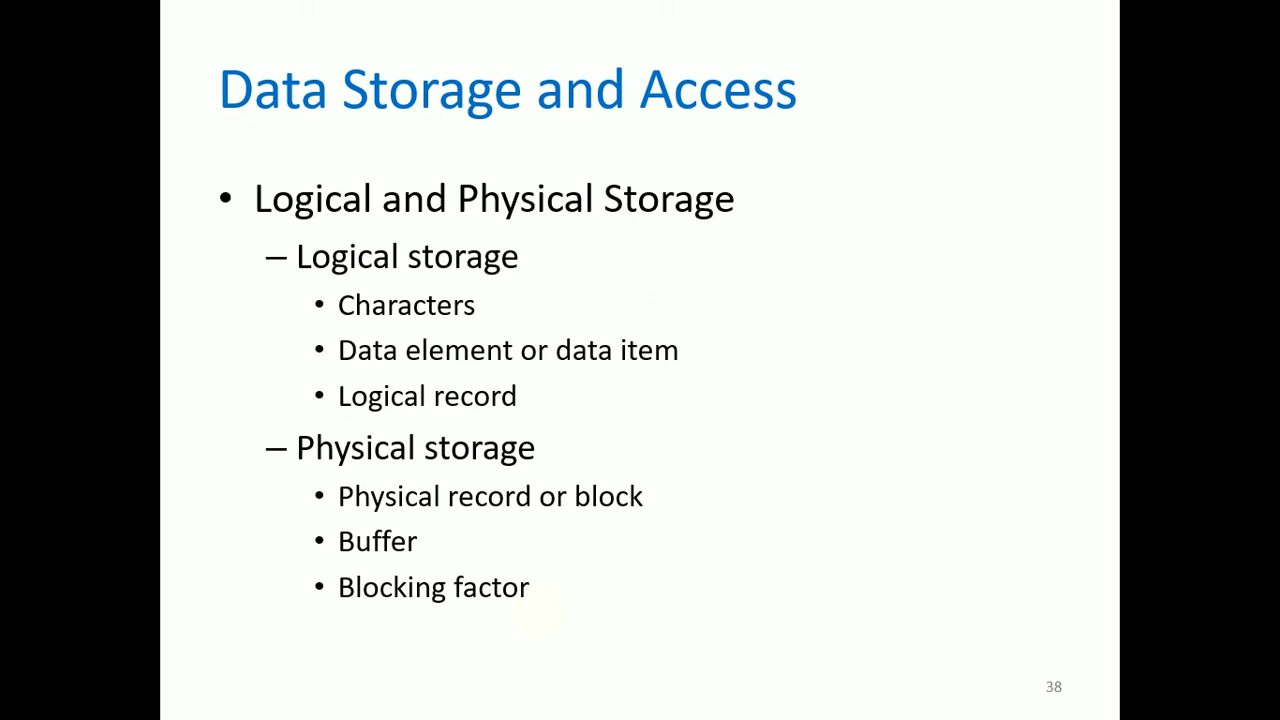 Data Storage and Access
• Logical and Physical Storage
– Logical storage
• Characters
• Data element or data item
• Logical record
– Physical storage
• Physical record or block
• Buffer
• Blocking factor
38